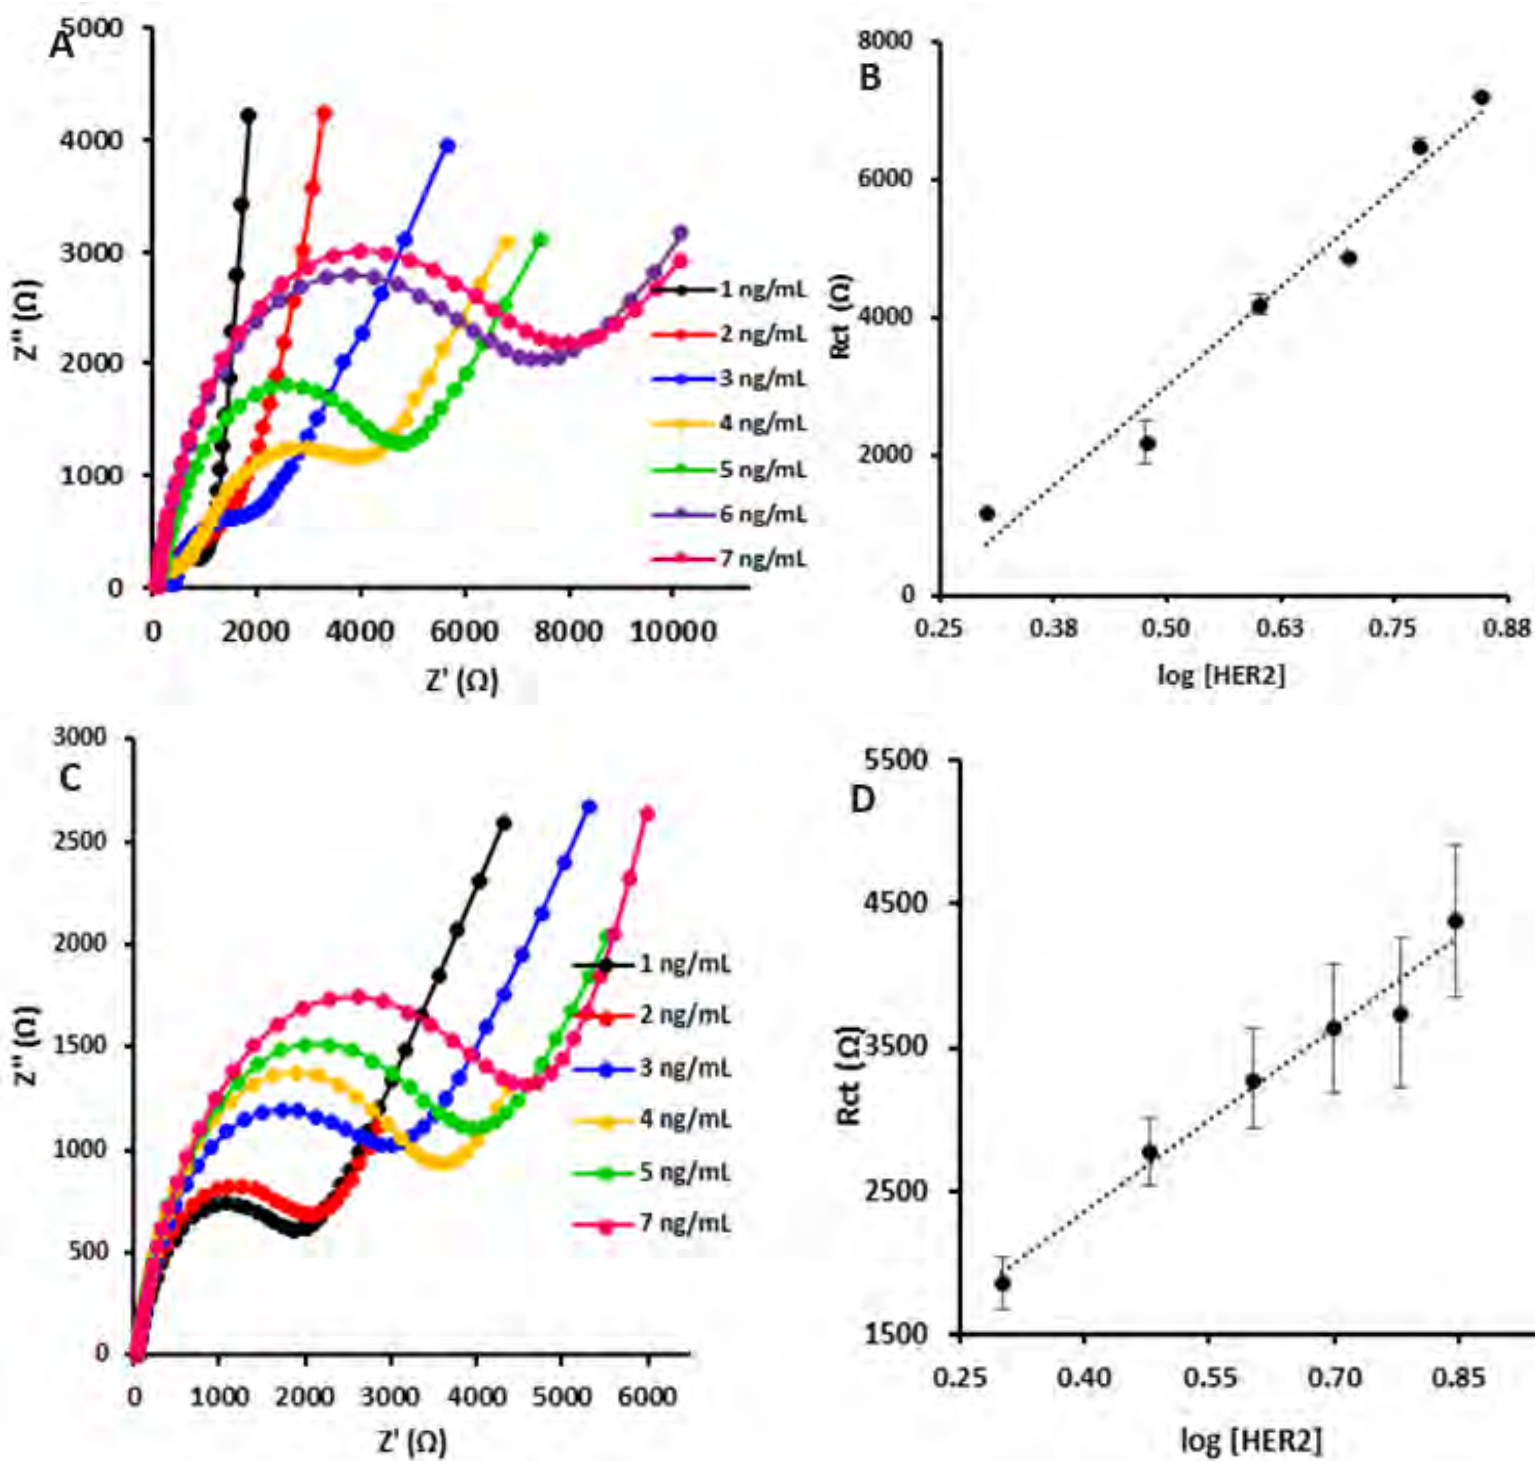 A
5000
4000
3000
2000
1000
0
Z'' (Ω)
0 2000 4000 6000 8000 10000
Z' (Ω)
1 ng/mL
2 ng/mL
3 ng/mL
4 ng/mL
5 ng/mL
6 ng/mL
7 ng/mL
B
8000
6000
4000
2000
0
Rct (Ω)
0.25 0.38 0.50 0.63 0.75 0.88
log [HER2]
C
3000
2500
2000
1500
1000
500
0
Z'' (Ω)
0 1000 2000 3000 4000 5000 6000
Z' (Ω)
1 ng/mL
2 ng/mL
3 ng/mL
4 ng/mL
5 ng/mL
7 ng/mL
D
5500
4500
3500
2500
1500
Rct (Ω)
0.25 0.40 0.55 0.70 0.85
log [HER2]